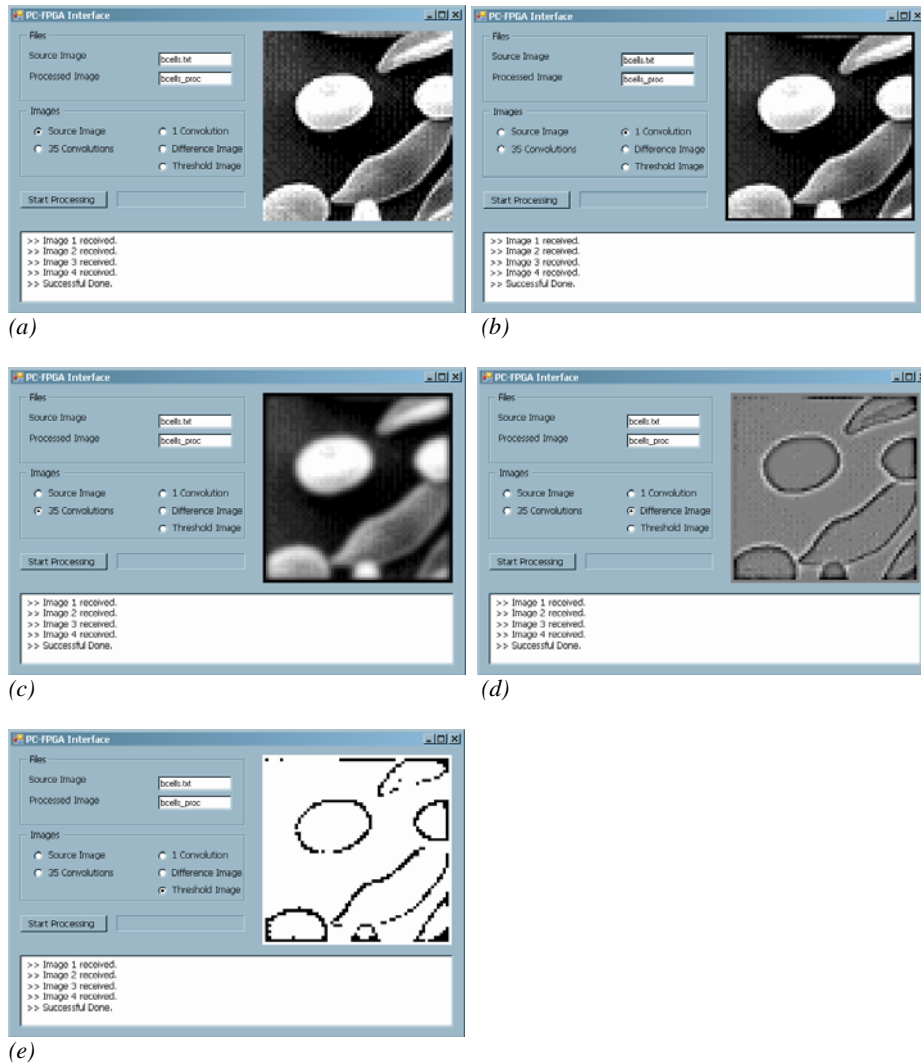 PC-FPGA Interface
Files
Source Image
bcells.txt
Processed Image
bcells_proc
Images
Source Image
1 Convolution
35 Convolutions
Difference Image
Threshold Image
Start Processing
>> Image 1 received.
>> Image 2 received.
>> Image 3 received.
>> Image 4 received.
>> Successful Done.
(a)
PC-FPGA Interface
Files
Source Image
bcells.txt
Processed Image
bcells_proc
Images
Source Image
1 Convolution
35 Convolutions
Difference Image
Threshold Image
Start Processing
>> Image 1 received.
>> Image 2 received.
>> Image 3 received.
>> Image 4 received.
>> Successful Done.
(b)
PC-FPGA Interface
Files
Source Image
bcells.txt
Processed Image
bcells_proc
Images
Source Image
1 Convolution
35 Convolutions
Difference Image
Threshold Image
Start Processing
>> Image 1 received.
>> Image 2 received.
>> Image 3 received.
>> Image 4 received.
>> Successful Done.
(c)
PC-FPGA Interface
Files
Source Image
bcells.txt
Processed Image
bcells_proc
Images
Source Image
1 Convolution
35 Convolutions
Difference Image
Threshold Image
Start Processing
>> Image 1 received.
>> Image 2 received.
>> Image 3 received.
>> Image 4 received.
>> Successful Done.
(d)
PC-FPGA Interface
Files
Source Image
bcells.txt
Processed Image
bcells_proc
Images
Source Image
1 Convolution
35 Convolutions
Difference Image
Threshold Image
Start Processing
>> Image 1 received.
>> Image 2 received.
>> Image 3 received.
>> Image 4 received.
>> Successful Done.
(e)